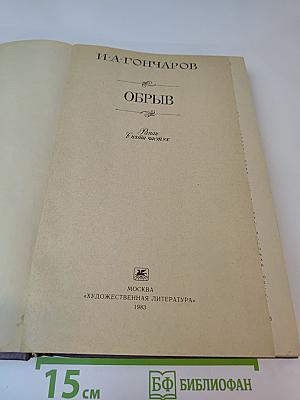 И·А·ГОНЧАРОВ
ОБРЫВ
Роман
в пяти частях
МОСКВА
«ХУДОЖЕСТВЕННАЯ ЛИТЕРАТУРА»
1983
15 см
БФ БИБЛИОФАН